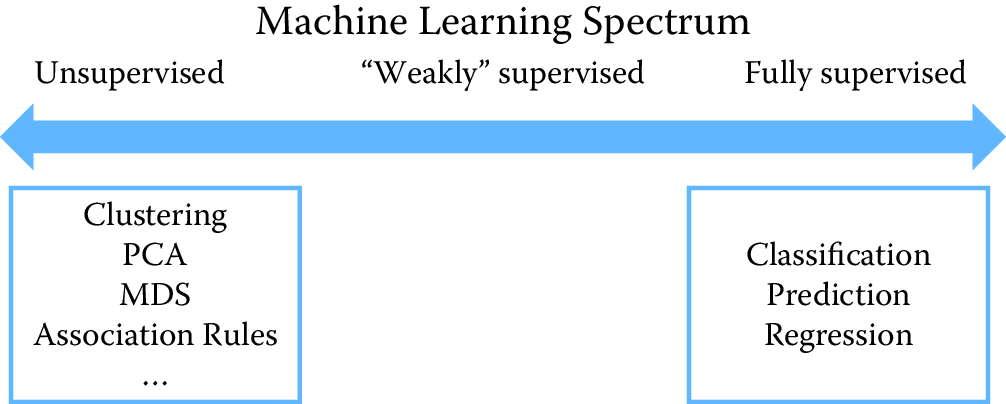 Machine Learning Spectrum
Unsupervised
“Weakly” supervised
Fully supervised
Clustering
PCA
MDS
Association Rules
...
Classification
Prediction
Regression